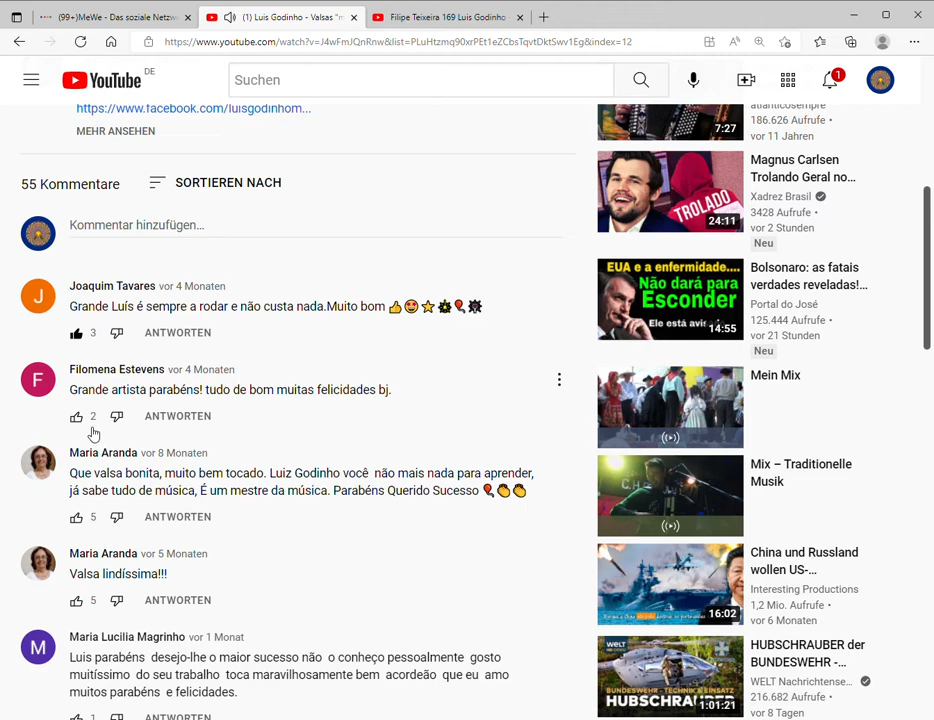 (99+)MeWe - Das soziale Netzw
(1) Luis Godinho - Valsas "m
Filipe Teixeira 169 Luis Godinho
https://www.youtube.com/watch?v=J4wFmJQnRnw&list=PLuHtzmq90xrPEt1eZCbsTqvtDktSwv1Eg&index=12
YouTube DE
Suchen
1
https://www.facebook.com/luisgodinhom...
MEHR ANSEHEN
55 Kommentare
SORTIEREN NACH
Kommentar hinzufügen...
J
Joaquim Tavares vor 4 Monaten
Grande Luís é sempre a rodar e não custa nada.Muito bom 👍😍⭐
3
ANTWORTEN
F
Filomena Estevens vor 4 Monaten
Grande artista parabéns! tudo de bom muitas felicidades bj.
2
ANTWORTEN
Maria Aranda vor 8 Monaten
Que valsa bonita, muito bem tocado. Luiz Godinho você não mais nada para aprender,
já sabe tudo de música, É um mestre da música. Parabéns Querido Sucesso 🎈👏👏
5
ANTWORTEN
Maria Aranda vor 5 Monaten
Valsa lindíssima!!!
5
ANTWORTEN
M
Maria Lucilia Magrinho vor 1 Monat
Luis parabéns desejo-lhe o maior sucesso não o conheço pessoalmente gosto
muitíssimo do seu trabalho toca maravilhosamente bem acordeão que eu amo
muitos parabéns e felicidades.
1
ANTWORTEN
atlanticosempre
186.626 Aufrufe •
vor 11 Jahren
7:27
Magnus Carlsen
Trolando Geral no...
Xadrez Brasil
3428 Aufrufe •
vor 2 Stunden
Neu
TROLADO
24:11
Bolsonaro: as fatais
verdades reveladas!...
Portal do José
125.444 Aufrufe •
vor 21 Stunden
Neu
EUA e a enfermidade....
Não dará para
Esconder
Ele está avis
14:55
Mein Mix
Mix – Traditionelle
Musik
China und Russland
wollen US-...
Interesting Productions
1,2 Mio. Aufrufe •
vor 6 Monaten
16:02
HUBSCHRAUBER der
BUNDESWEHR -...
WELT Nachrichtense...
216.682 Aufrufe •
vor 8 Tagen
WELT
BUNDESWEHR - TECHNIK & EINSATZ
HUBSCHRAUBER
1:01:21